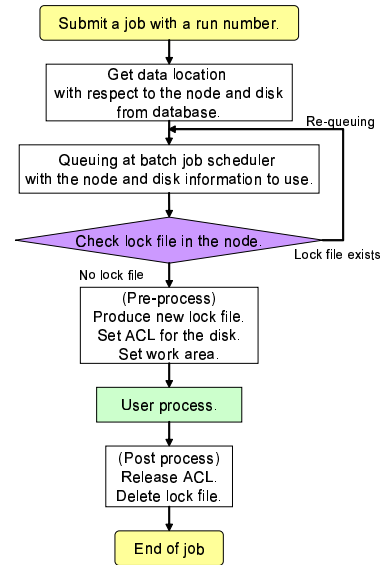 Submit a job with a run number.
Get data location
with respect to the node and disk
from database.
Re-queuing
Queuing at batch job scheduler
with the node and disk information to use.
Check lock file in the node.
Lock file exists
No lock file
(Pre-process)
Produce new lock file.
Set ACL for the disk.
Set work area.
User process.
(Post process)
Release ACL.
Delete lock file.
End of job